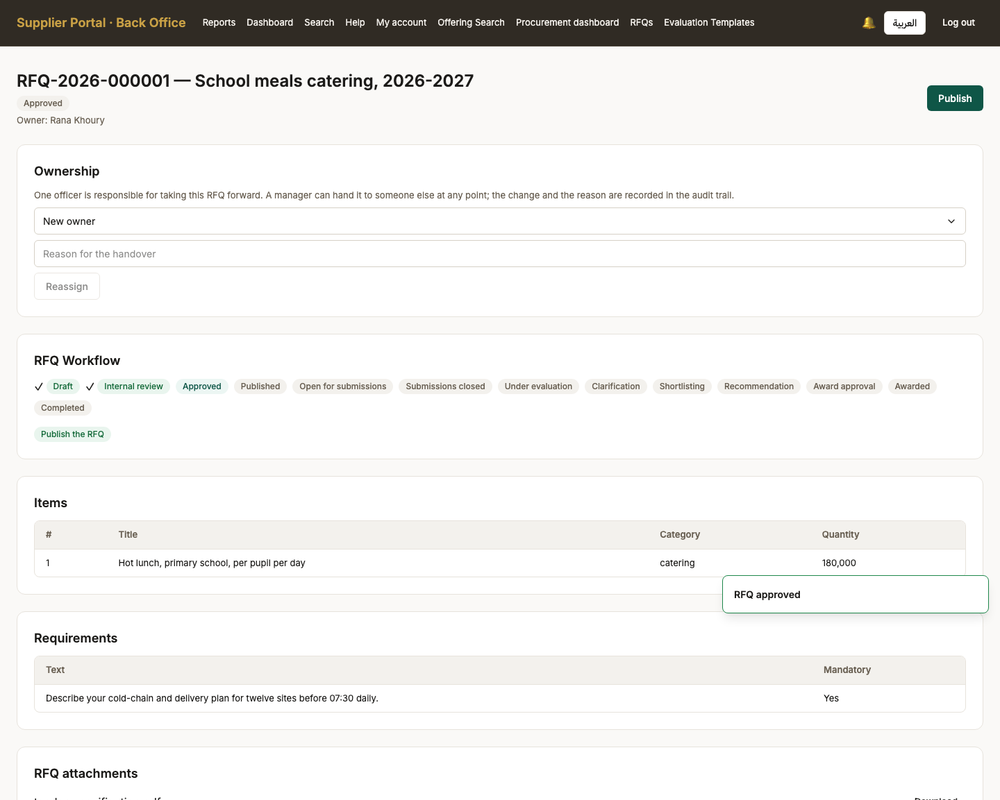 Supplier Portal · Back Office Reports Dashboard Search Help My account Offering Search Procurement dashboard RFQs Evaluation Templates العربية Log out
RFQ-2026-000001 — School meals catering, 2026-2027
Approved
Publish
Owner: Rana Khoury
Ownership
One officer is responsible for taking this RFQ forward. A manager can hand it to someone else at any point; the change and the reason are recorded in the audit trail.
New owner
Reason for the handover
Reassign
RFQ Workflow
✓ Draft ✓ Internal review Approved Published Open for submissions Submissions closed Under evaluation Clarification Shortlisting Recommendation Award approval Awarded
Completed
Publish the RFQ
Items
# Title Category Quantity
1 Hot lunch, primary school, per pupil per day catering 180,000
RFQ approved
Requirements
Text Mandatory
Describe your cold-chain and delivery plan for twelve sites before 07:30 daily. Yes
RFQ attachments
Download